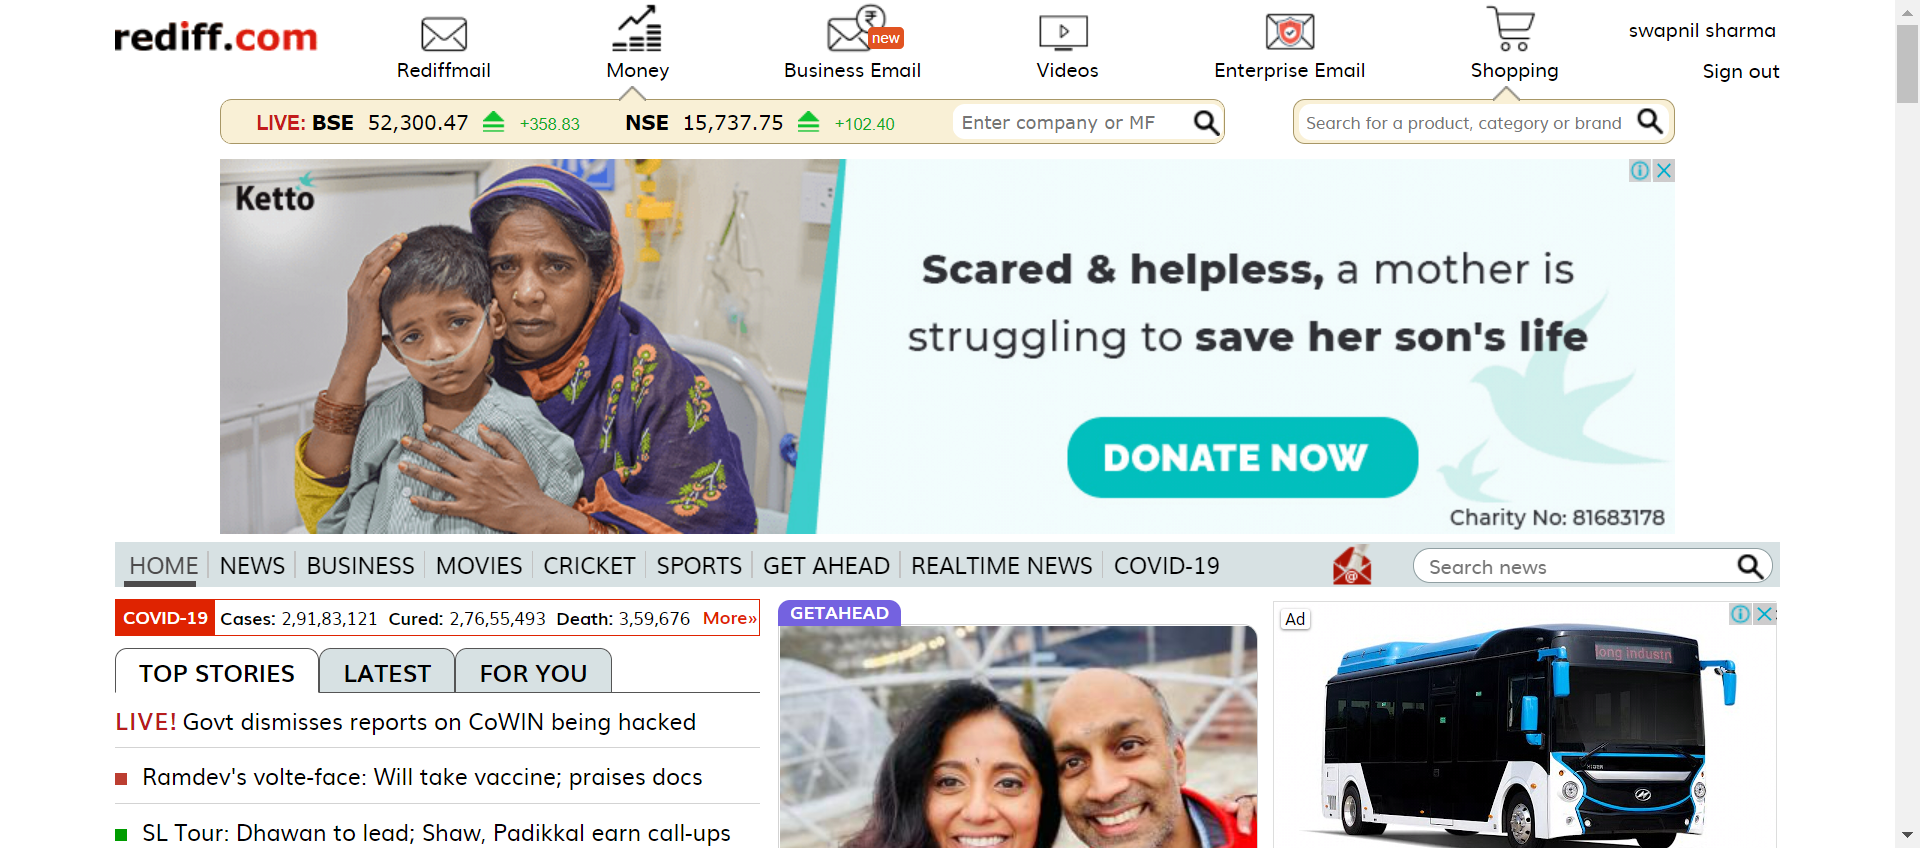 rediff.com
Rediffmail
Money
new
Business Email
Videos
Enterprise Email
Shopping
swapnil sharma
Sign out
LIVE: BSE 52,300.47 +358.83 NSE 15,737.75 +102.40
Enter company or MF
Search for a product, category or brand
Ketto
Scared & helpless, a mother is
struggling to save her son's life
DONATE NOW
Charity No: 81683178
HOME NEWS BUSINESS MOVIES CRICKET SPORTS GET AHEAD REALTIME NEWS COVID-19
Search news
COVID-19 Cases: 2,91,83,121 Cured: 2,76,55,493 Death: 3,59,676 More»
TOP STORIES LATEST FOR YOU
LIVE! Govt dismisses reports on CoWIN being hacked
Ramdev's volte-face: Will take vaccine; praises docs
SL Tour: Dhawan to lead; Shaw, Padikkal earn call-ups
GETAHEAD
Ad
long industr
HIGER